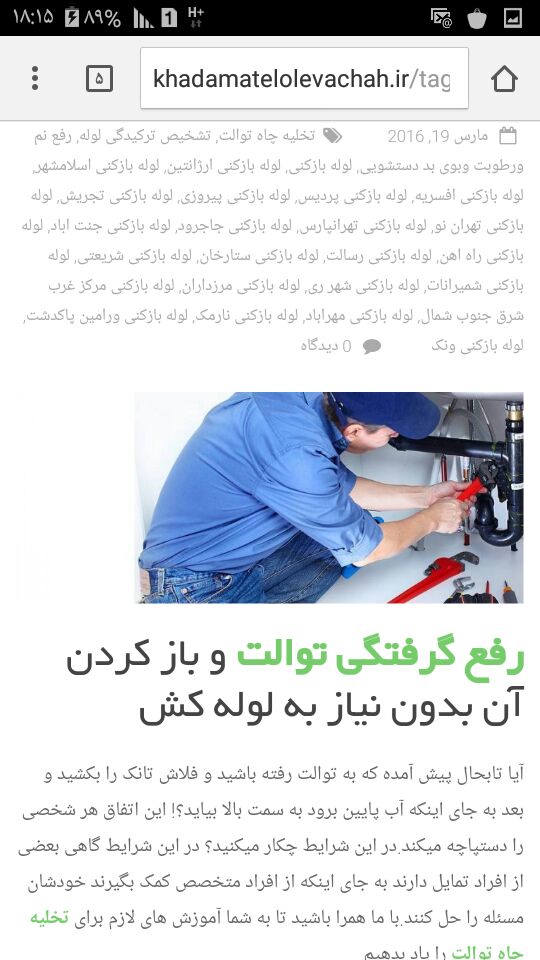 ۱۸:۱۵ ۸۹% 1 H+
۵ khadamatelolevachah.ir/tag
مارس 19, 2016 تخلیه چاه توالت, تشخیص ترکیدگی لوله, رفع نم
ورطوبت وبوی بد دستشویی, لوله بازکنی, لوله بازکنی ارژانتین, لوله بازکنی اسلامشهر,
لوله بازکنی افسریه, لوله بازکنی پردیس, لوله بازکنی پیروزی, لوله بازکنی تجریش, لوله
بازکنی تهران نو, لوله بازکنی تهرانپارس, لوله بازکنی جاجرود, لوله بازکنی جنت اباد, لوله
بازکنی راه اهن, لوله بازکنی رسالت, لوله بازکنی ستارخان, لوله بازکنی شریعتی, لوله
بازکنی شمیرانات, لوله بازکنی شهر ری, لوله بازکنی مرزداران, لوله بازکنی مرکز غرب
شرق جنوب شمال, لوله بازکنی مهراباد, لوله بازکنی نارمک, لوله بازکنی ورامین پاکدشت,
لوله بازکنی ونک 0 دیدگاه
رفع گرفتگی توالت و باز کردن
آن بدون نیاز به لوله کش
آیا تابحال پیش آمده که به توالت رفته باشید و فلاش تانک را بکشید و
بعد به جای اینکه آب پایین برود به سمت بالا بیاید؟! این اتفاق هر شخصی
را دستپاچه میکند.در این شرایط چکار میکنید؟ در این شرایط گاهی بعضی
از افراد تمایل دارند به جای اینکه از افراد متخصص کمک بگیرند خودشان
مسئله را حل کنند.با ما همرا باشید تا به شما آموزش های لازم برای تخلیه
چاه توالت را یاد بدهیم